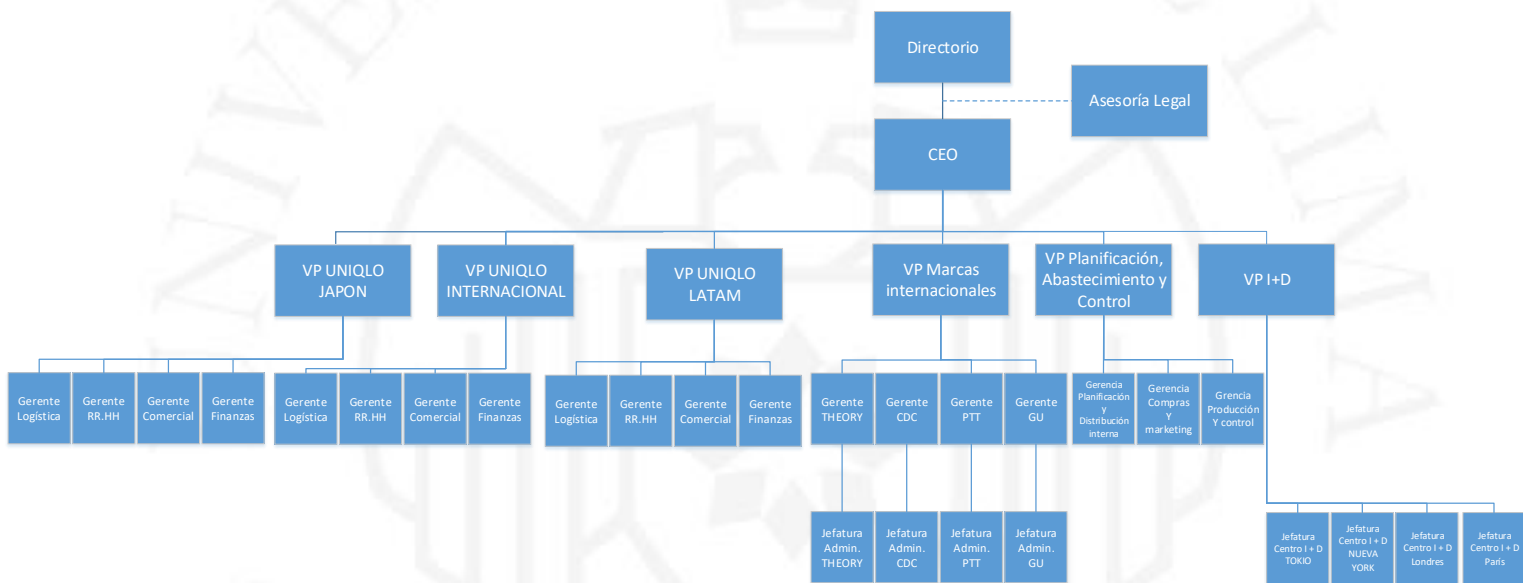 Directorio
Asesoría Legal
CEO
VP UNIQLO
JAPON
VP UNIQLO
INTERNACIONAL
VP UNIQLO
LATAM
VP Marcas
internacionales
VP Planificación,
Abastecimiento y
Control
VP I+D
Gerente
Logística
Gerente
RR.HH
Gerente
Comercial
Gerente
Finanzas
Gerente
Logística
Gerente
RR.HH
Gerente
Comercial
Gerente
Finanzas
Gerente
Logística
Gerente
RR.HH
Gerente
Comercial
Gerente
Finanzas
Gerente
THEORY
Gerente
CDC
Gerente
PTT
Gerente
GU
Gerencia
Planificación
y
Distribución
interna
Gerencia
Compras
Y
marketing
Grencia
Producción
Y control
Jefatura
Admin.
THEORY
Jefatura
Admin.
CDC
Jefatura
Admin.
PTT
Jefatura
Admin.
GU
Jefatura
Centro I + D
TOKIO
Jefatura
Centro I + D
NUEVA
YORK
Jefatura
Centro I + D
Londres
Jefatura
Centro I + D
París